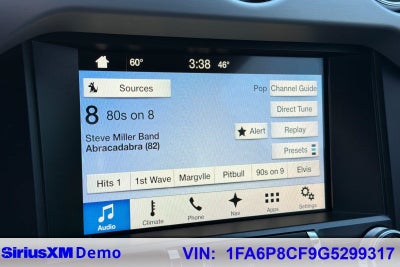 60° 3:38 46°
Sources
Pop Channel Guide
8 80s on 8
Direct Tune
Steve Miller Band
Abracadabra (82)
Alert Replay
Presets
Hits 1 1st Wave Margvlle Pitbull 90s on 9 Elvis
Audio Climate Phone Nav Apps Settings
SiriusXM Demo VIN: 1FA6P8CF9G5299317